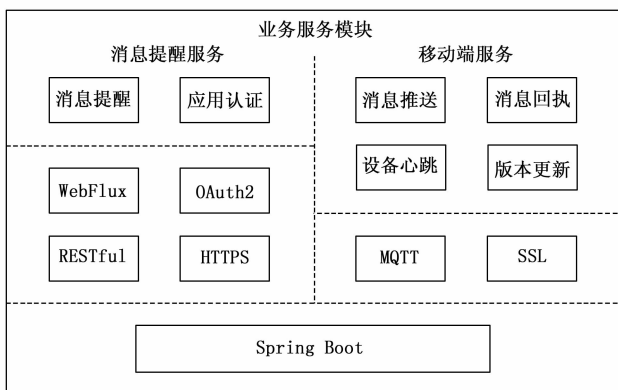 业务服务模块
消息提醒服务
移动端服务
消息提醒
应用认证
消息推送
消息回执
设备心跳
版本更新
WebFlux
OAuth2
RESTful
HTTPS
MQTT
SSL
Spring Boot